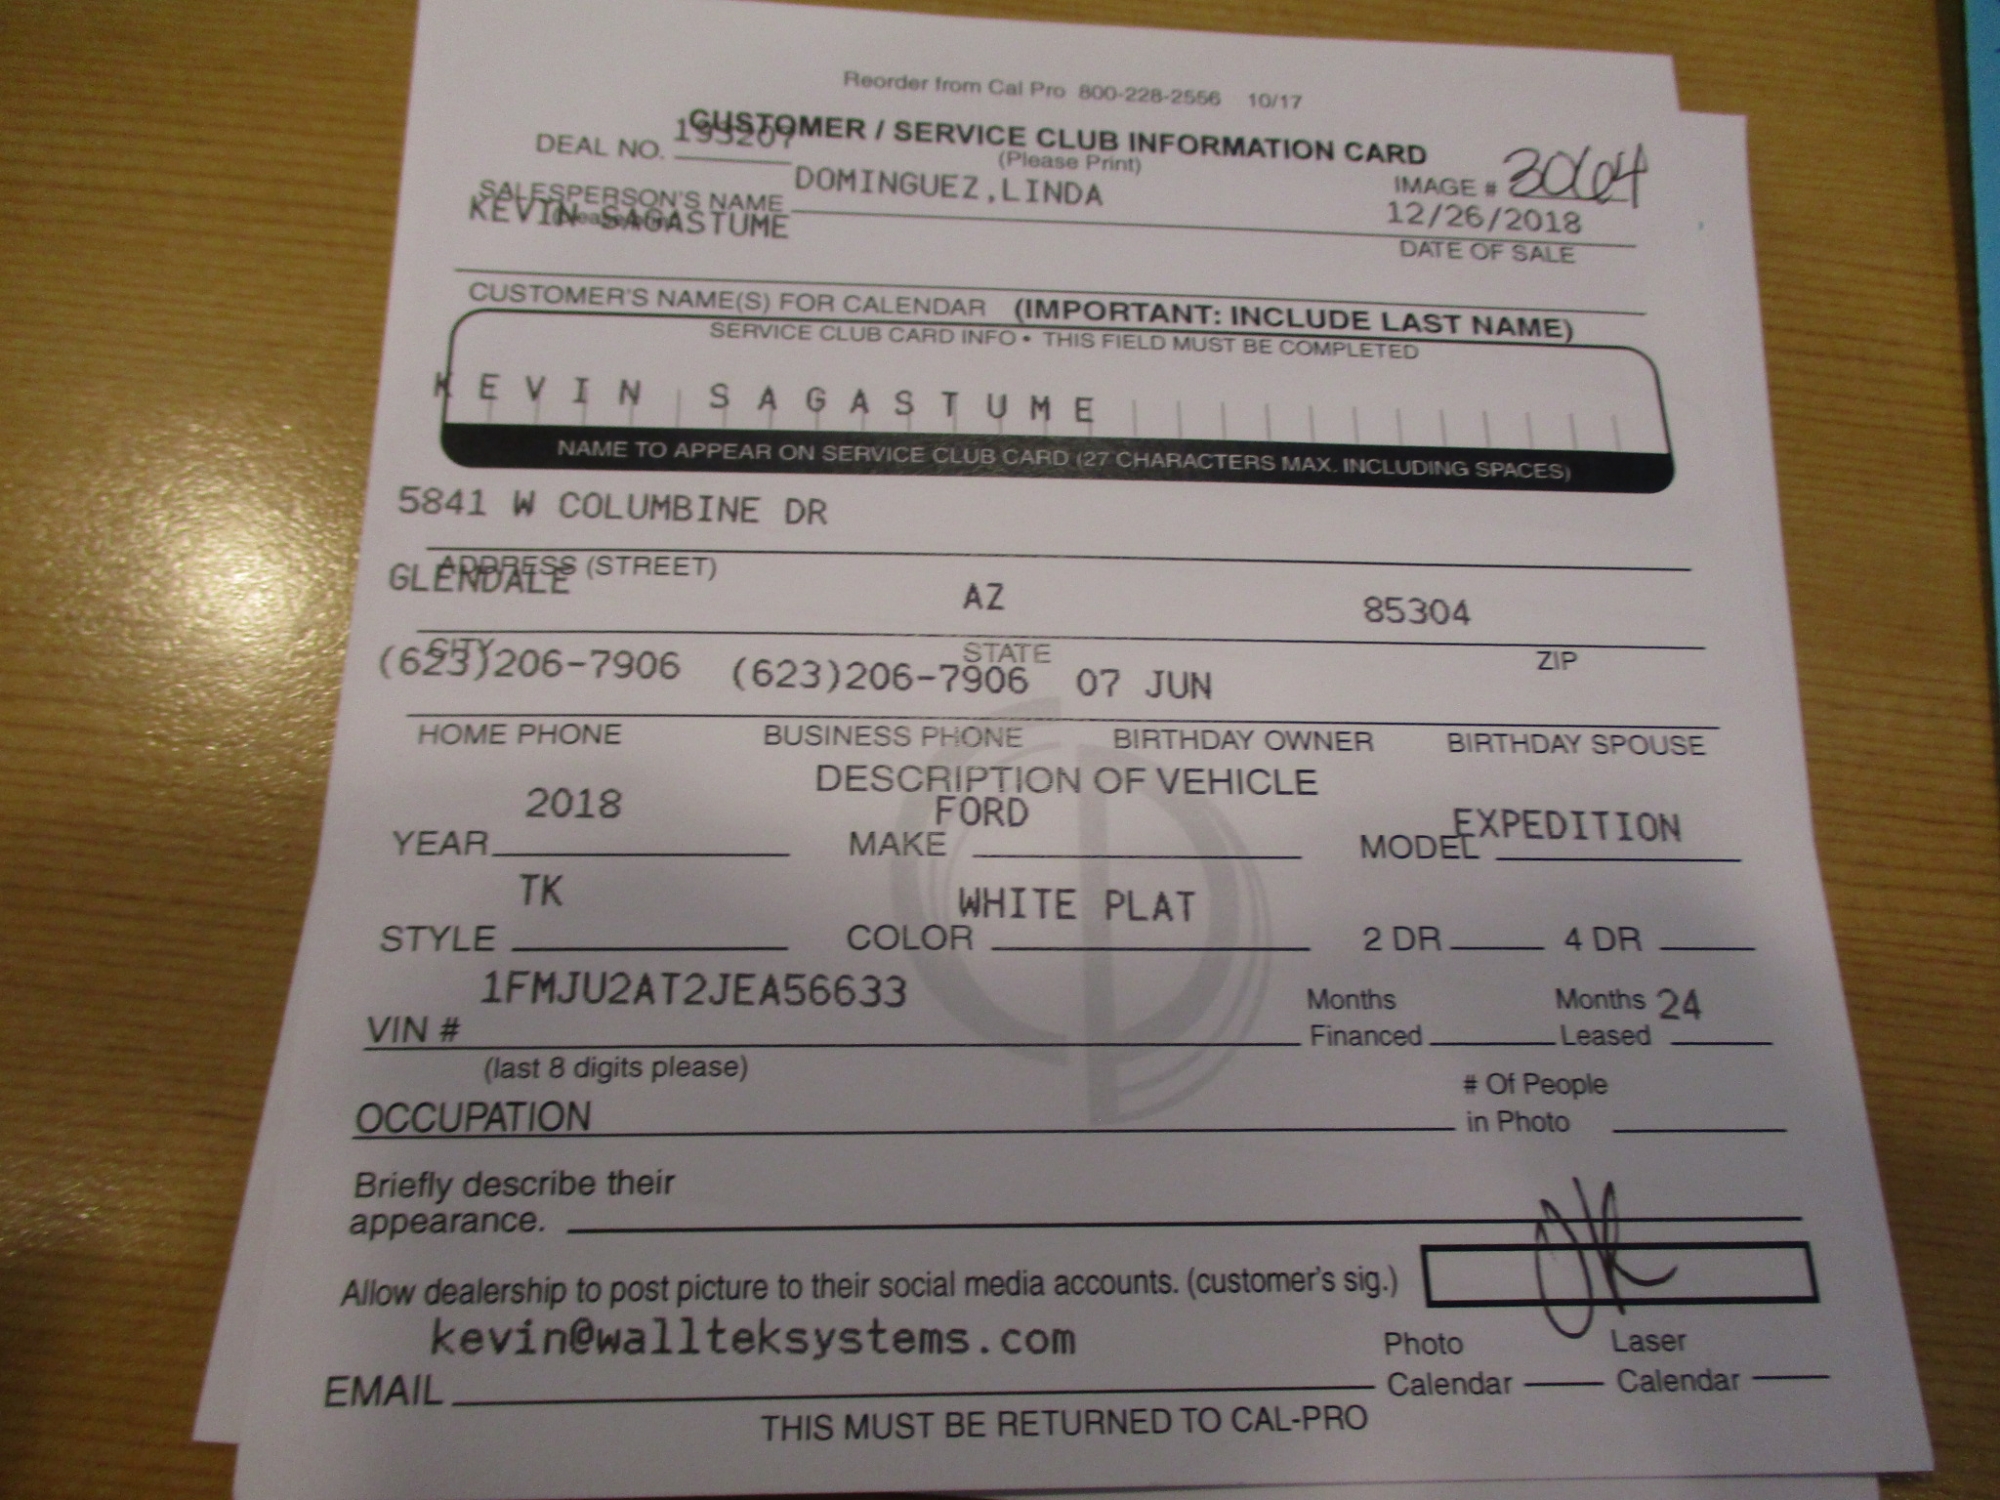 Reorder from Cal Pro 800-228-2556 10/17
CUSTOMER / SERVICE CLUB INFORMATION CARD
(Please Print)
DEAL NO. 193207
IMAGE # 3064
SALESPERSON'S NAME DOMINGUEZ,LINDA
12/26/2018
KEVIN SAGASTUME
DATE OF SALE
CUSTOMER'S NAME(S) FOR CALENDAR (IMPORTANT: INCLUDE LAST NAME)
SERVICE CLUB CARD INFO • THIS FIELD MUST BE COMPLETED
KEVIN SAGASTUME
NAME TO APPEAR ON SERVICE CLUB CARD (27 CHARACTERS MAX. INCLUDING SPACES)
5841 W COLUMBINE DR
ADDRESS (STREET)
GLENDALE AZ 85304
CITY STATE ZIP
(623)206-7906 (623)206-7906 07 JUN
HOME PHONE BUSINESS PHONE BIRTHDAY OWNER BIRTHDAY SPOUSE
DESCRIPTION OF VEHICLE
YEAR 2018 MAKE FORD MODEL EXPEDITION
STYLE TK COLOR WHITE PLAT 2 DR 4 DR
VIN # 1FMJU2AT2JEA56633 Months Financed Months Leased 24
(last 8 digits please)
OCCUPATION # Of People in Photo
Briefly describe their
appearance.
Allow dealership to post picture to their social media accounts. (customer's sig.)
kevin@wallteksystems.com
EMAIL Photo Calendar Laser Calendar
THIS MUST BE RETURNED TO CAL-PRO